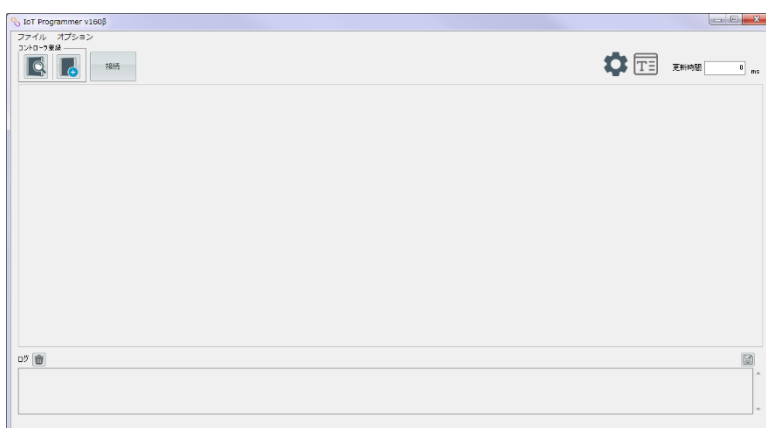 IoT Programmer v160β
ファイル オプション
コントローラ登録
接続
更新時間 0 ms
ログ